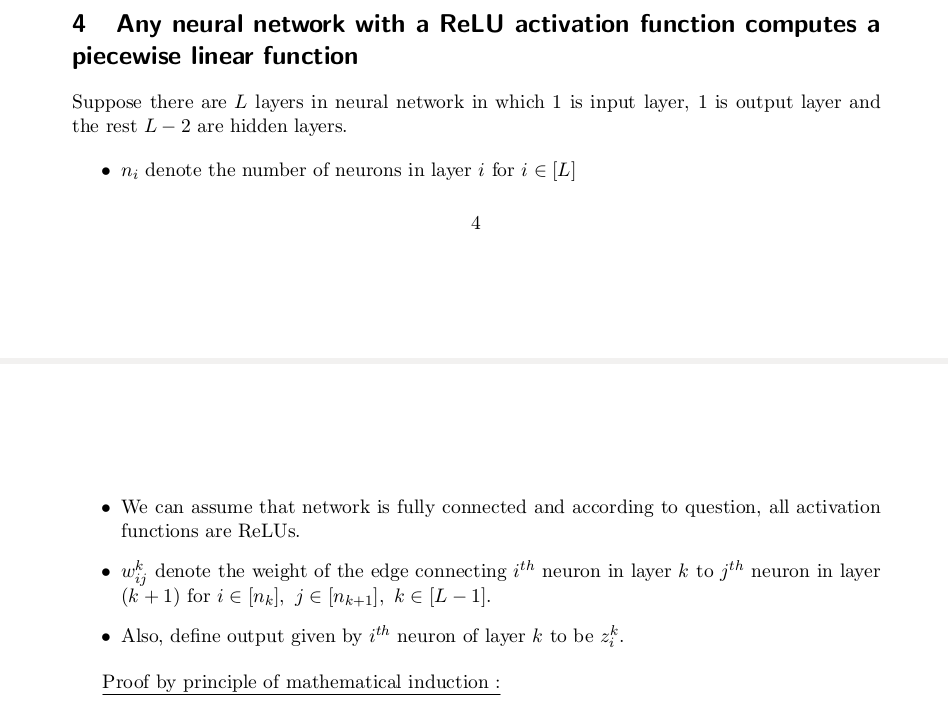 4 Any neural network with a ReLU activation function computes a
piecewise linear function
Suppose there are L layers in neural network in which 1 is input layer, 1 is output layer and
the rest L − 2 are hidden layers.
• n_i denote the number of neurons in layer i for i ∈ [L]
4
• We can assume that network is fully connected and according to question, all activation
functions are ReLUs.
• w_{ij}^k denote the weight of the edge connecting i^{th} neuron in layer k to j^{th} neuron in layer
(k + 1) for i ∈ [n_k], j ∈ [n_{k+1}], k ∈ [L − 1].
• Also, define output given by i^{th} neuron of layer k to be z_i^k.
Proof by principle of mathematical induction :